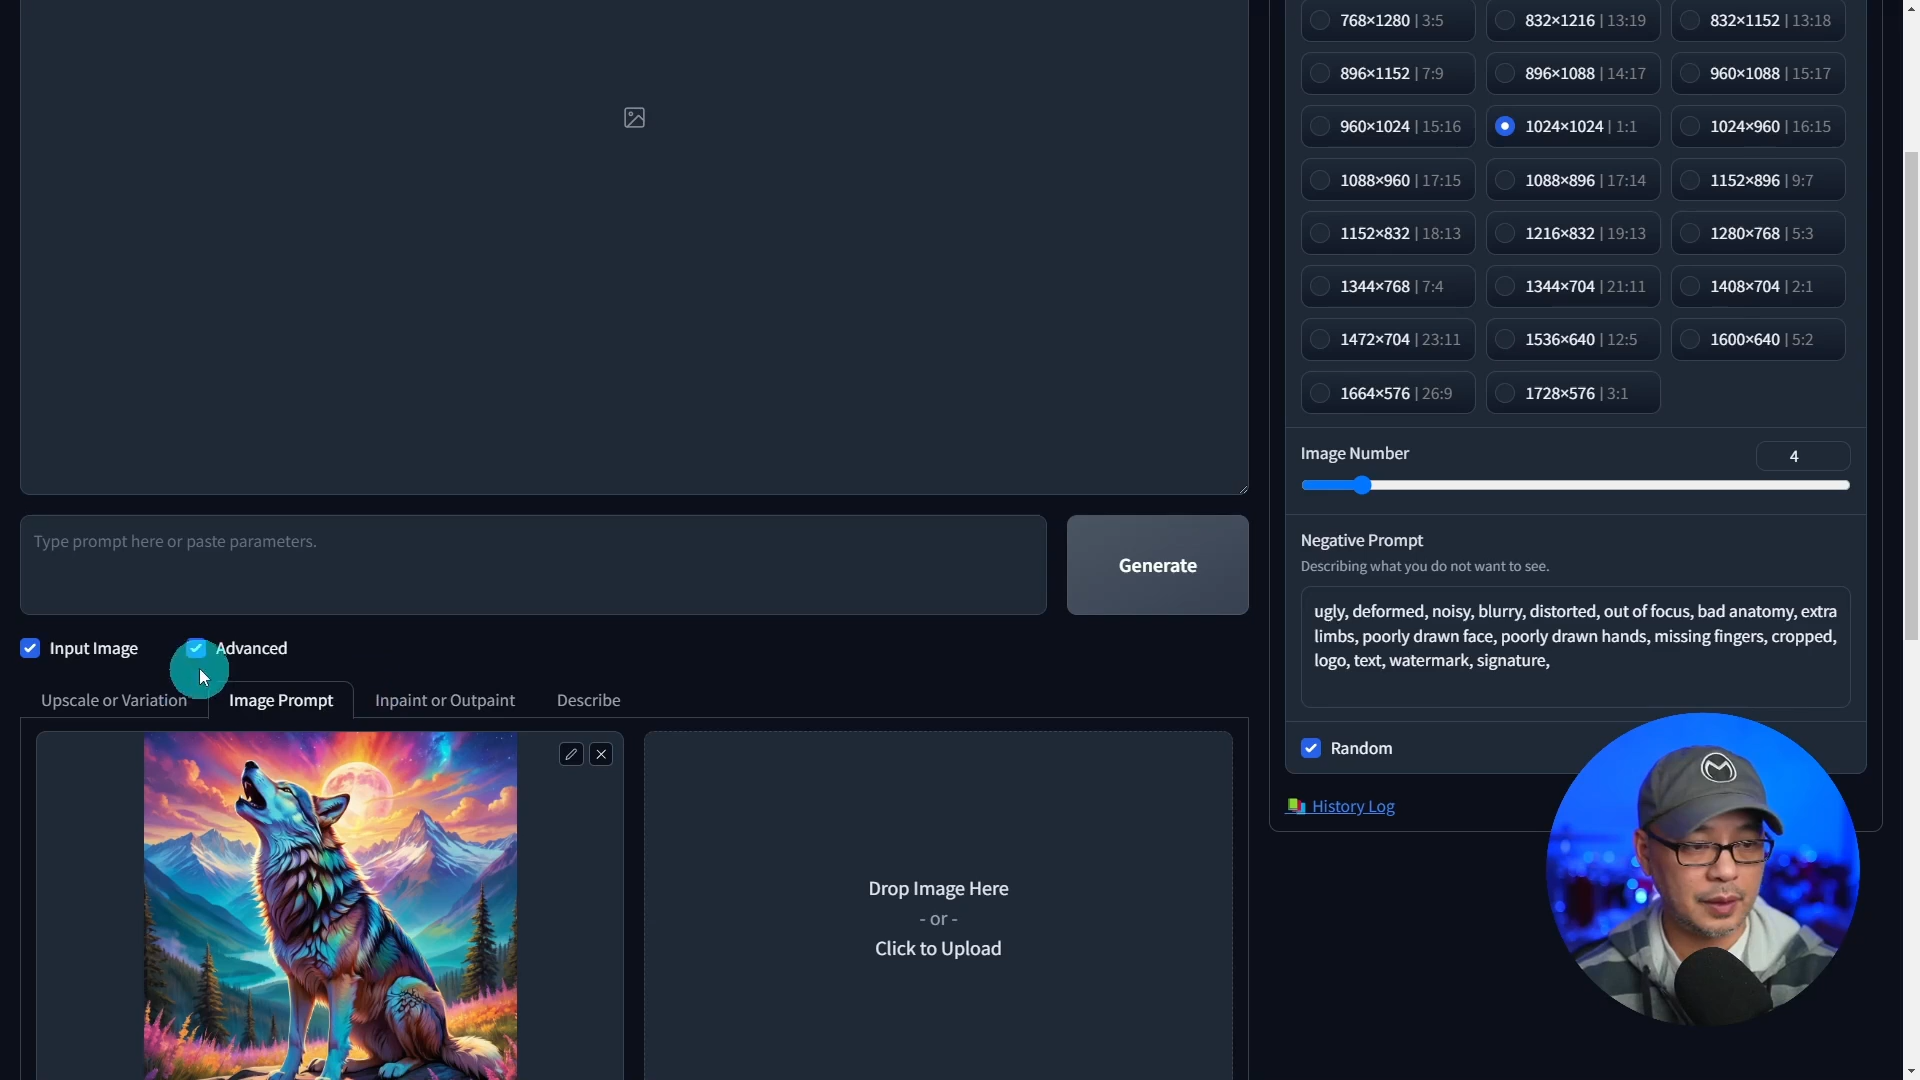 768×1280 | 3:5
832×1216 | 13:19
832×1152 | 13:18
896×1152 | 7:9
896×1088 | 14:17
960×1088 | 15:17
960×1024 | 15:16
1024×1024 | 1:1
1024×960 | 16:15
1088×960 | 17:15
1088×896 | 17:14
1152×896 | 9:7
1152×832 | 18:13
1216×832 | 19:13
1280×768 | 5:3
1344×768 | 7:4
1344×704 | 21:11
1408×704 | 2:1
1472×704 | 23:11
1536×640 | 12:5
1600×640 | 5:2
1664×576 | 26:9
1728×576 | 3:1
Image Number
4
Negative Prompt
Describing what you do not want to see.
ugly, deformed, noisy, blurry, distorted, out of focus, bad anatomy, extra
limbs, poorly drawn face, poorly drawn hands, missing fingers, cropped,
logo, text, watermark, signature,
Random
History Log
Type prompt here or paste parameters.
Generate
Input Image
Advanced
Upscale or Variation
Image Prompt
Inpaint or Outpaint
Describe
Drop Image Here
- or -
Click to Upload